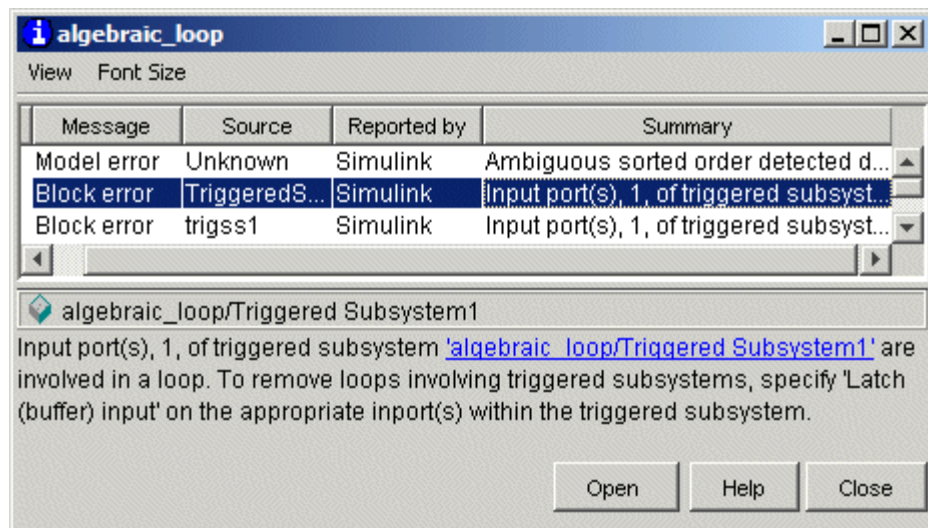 algebraic_loop
View Font Size
Message Source Reported by Summary
Model error Unknown Simulink Ambiguous sorted order detected d...
Block error TriggeredS... Simulink Input port(s), 1, of triggered subsyst...
Block error trigss1 Simulink Input port(s), 1, of triggered subsyst...
algebraic_loop/Triggered Subsystem1
Input port(s), 1, of triggered subsystem 'algebraic_loop/Triggered Subsystem1' are
involved in a loop. To remove loops involving triggered subsystems, specify 'Latch
(buffer) input' on the appropriate inport(s) within the triggered subsystem.
Open Help Close